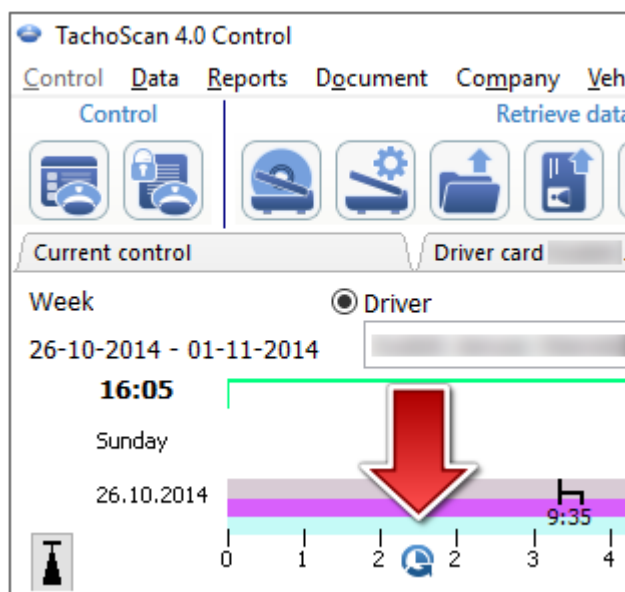 TachoScan 4.0 Control
Control Data Reports Document Company Veh
Control Retrieve data
Current control Driver card
Week Driver
26-10-2014 - 01-11-2014
16:05
Sunday
26.10.2014
9:35
0 1 2 2 3 4